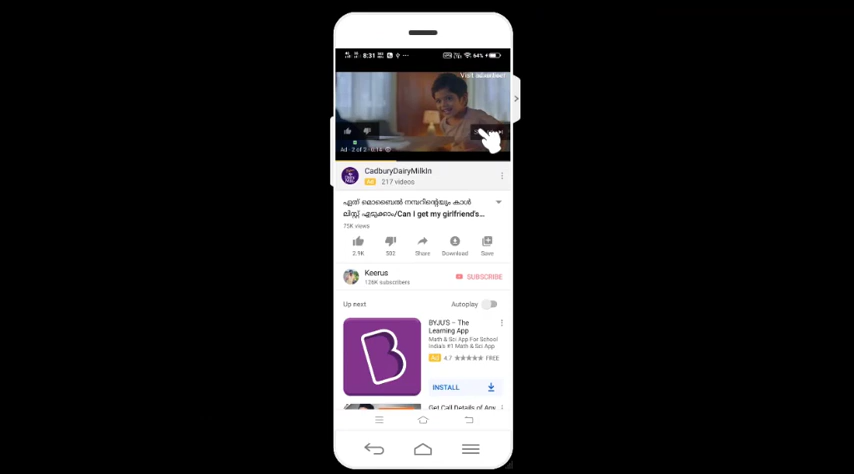 8:31
64%
Visit advertiser
Ad · 2 of 2 · 0:14
CadburyDairyMilkIn
Ad 217 videos
ഏത് മൊബൈൽ നമ്പറിന്റെയും കാൾ
ലിസ്റ്റ് എടുക്കാം/Can I get my girlfriend's...
75K views
2.9K
502
Share
Download
Save
Keerus
126K subscribers
SUBSCRIBE
Up next
Autoplay
BYJU'S – The
Learning App
Math & Sci App For School
India's #1 Math & Sci App
Ad 4.7 ★★★★★ FREE
INSTALL
Get Call Details of Any